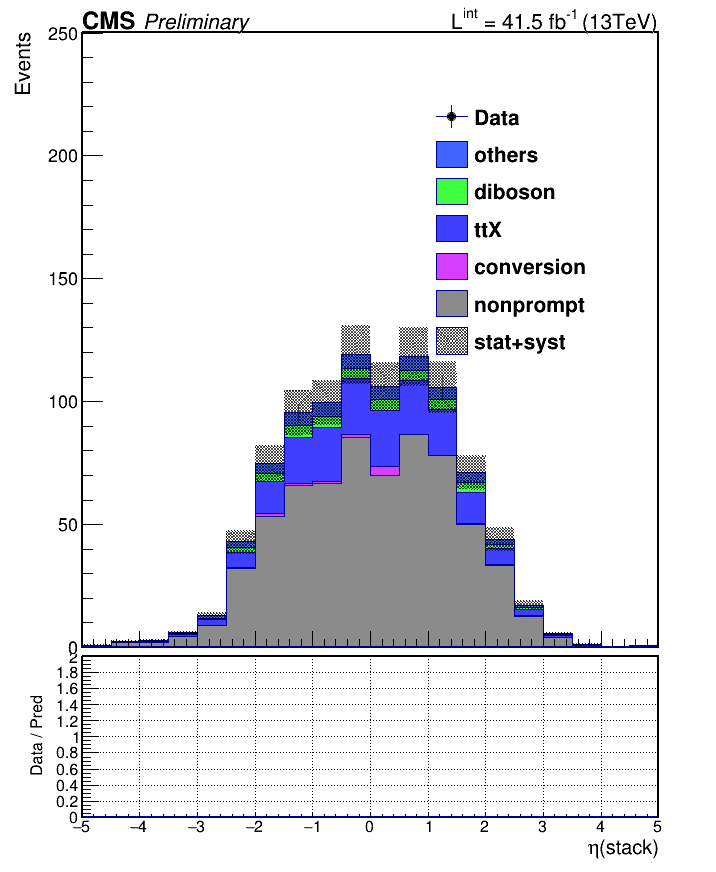 CMS Preliminary
L^int = 41.5 fb^-1 (13TeV)
Events
250
200
150
100
50
0
Data
others
diboson
ttX
conversion
nonprompt
stat+syst
Data / Pred
2
1.8
1.6
1.4
1.2
1
0.8
0.6
0.4
0.2
0
−5 −4 −3 −2 −1 0 1 2 3 4 5
η(stack)